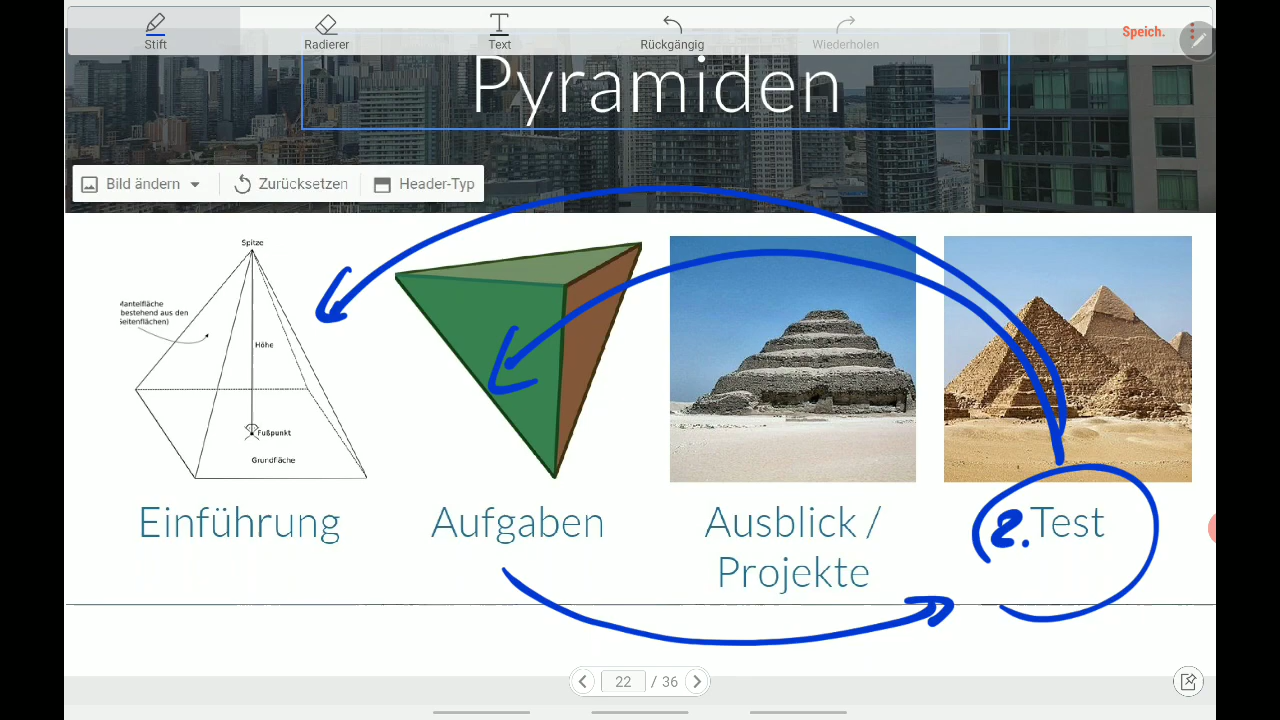 Stift
Radierer
Text
Rückgängig
Wiederholen
Speich.
Pyramiden
Bild ändern
Zurücksetzen
Header-Typ
Spitze
Mantelfläche
bestehend aus den
Seitenflächen)
Höhe
Fußpunkt
Grundfläche
Einführung
Aufgaben
Ausblick /
Projekte
2. Test
22 / 36